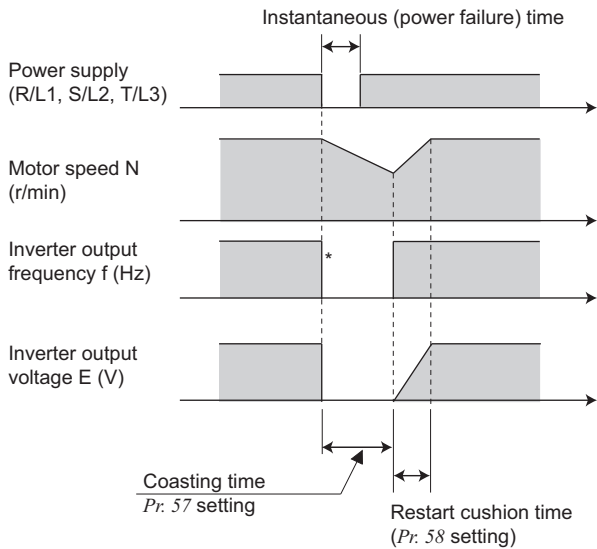 Instantaneous (power failure) time
Power supply
(R/L1, S/L2, T/L3)
Motor speed N
(r/min)
Inverter output
frequency f (Hz)
*
Inverter output
voltage E (V)
Coasting time
Pr. 57 setting
Restart cushion time
(Pr. 58 setting)